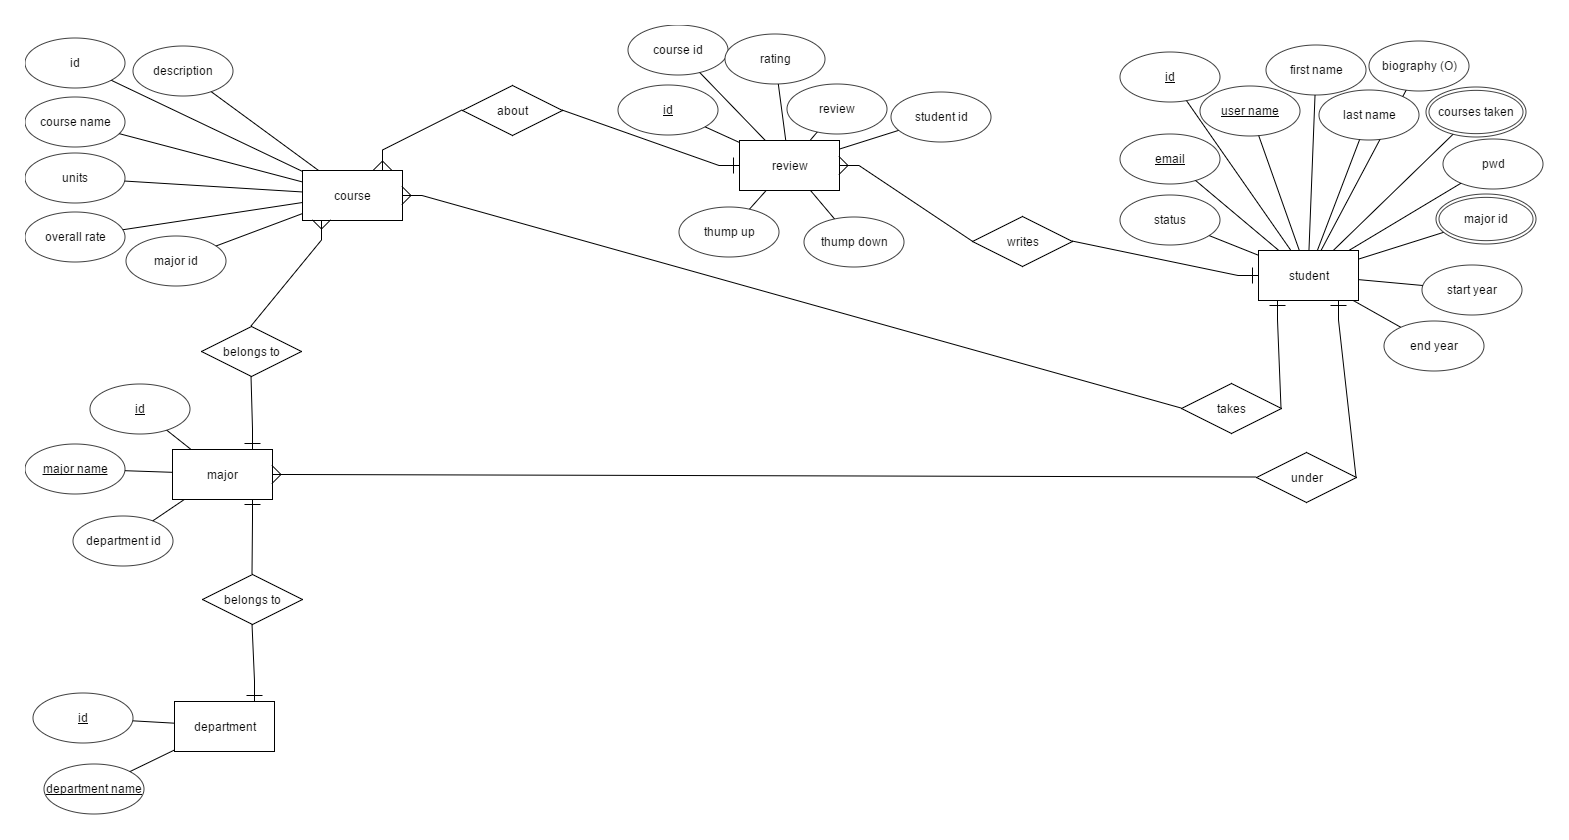 id
description
course name
units
overall rate
major id
course
about
course id
rating
id
review
student id
review
thump up
thump down
writes
id
user name
first name
biography (O)
last name
courses taken
email
pwd
status
major id
student
start year
end year
belongs to
takes
id
major name
major
under
department id
belongs to
id
department
department name